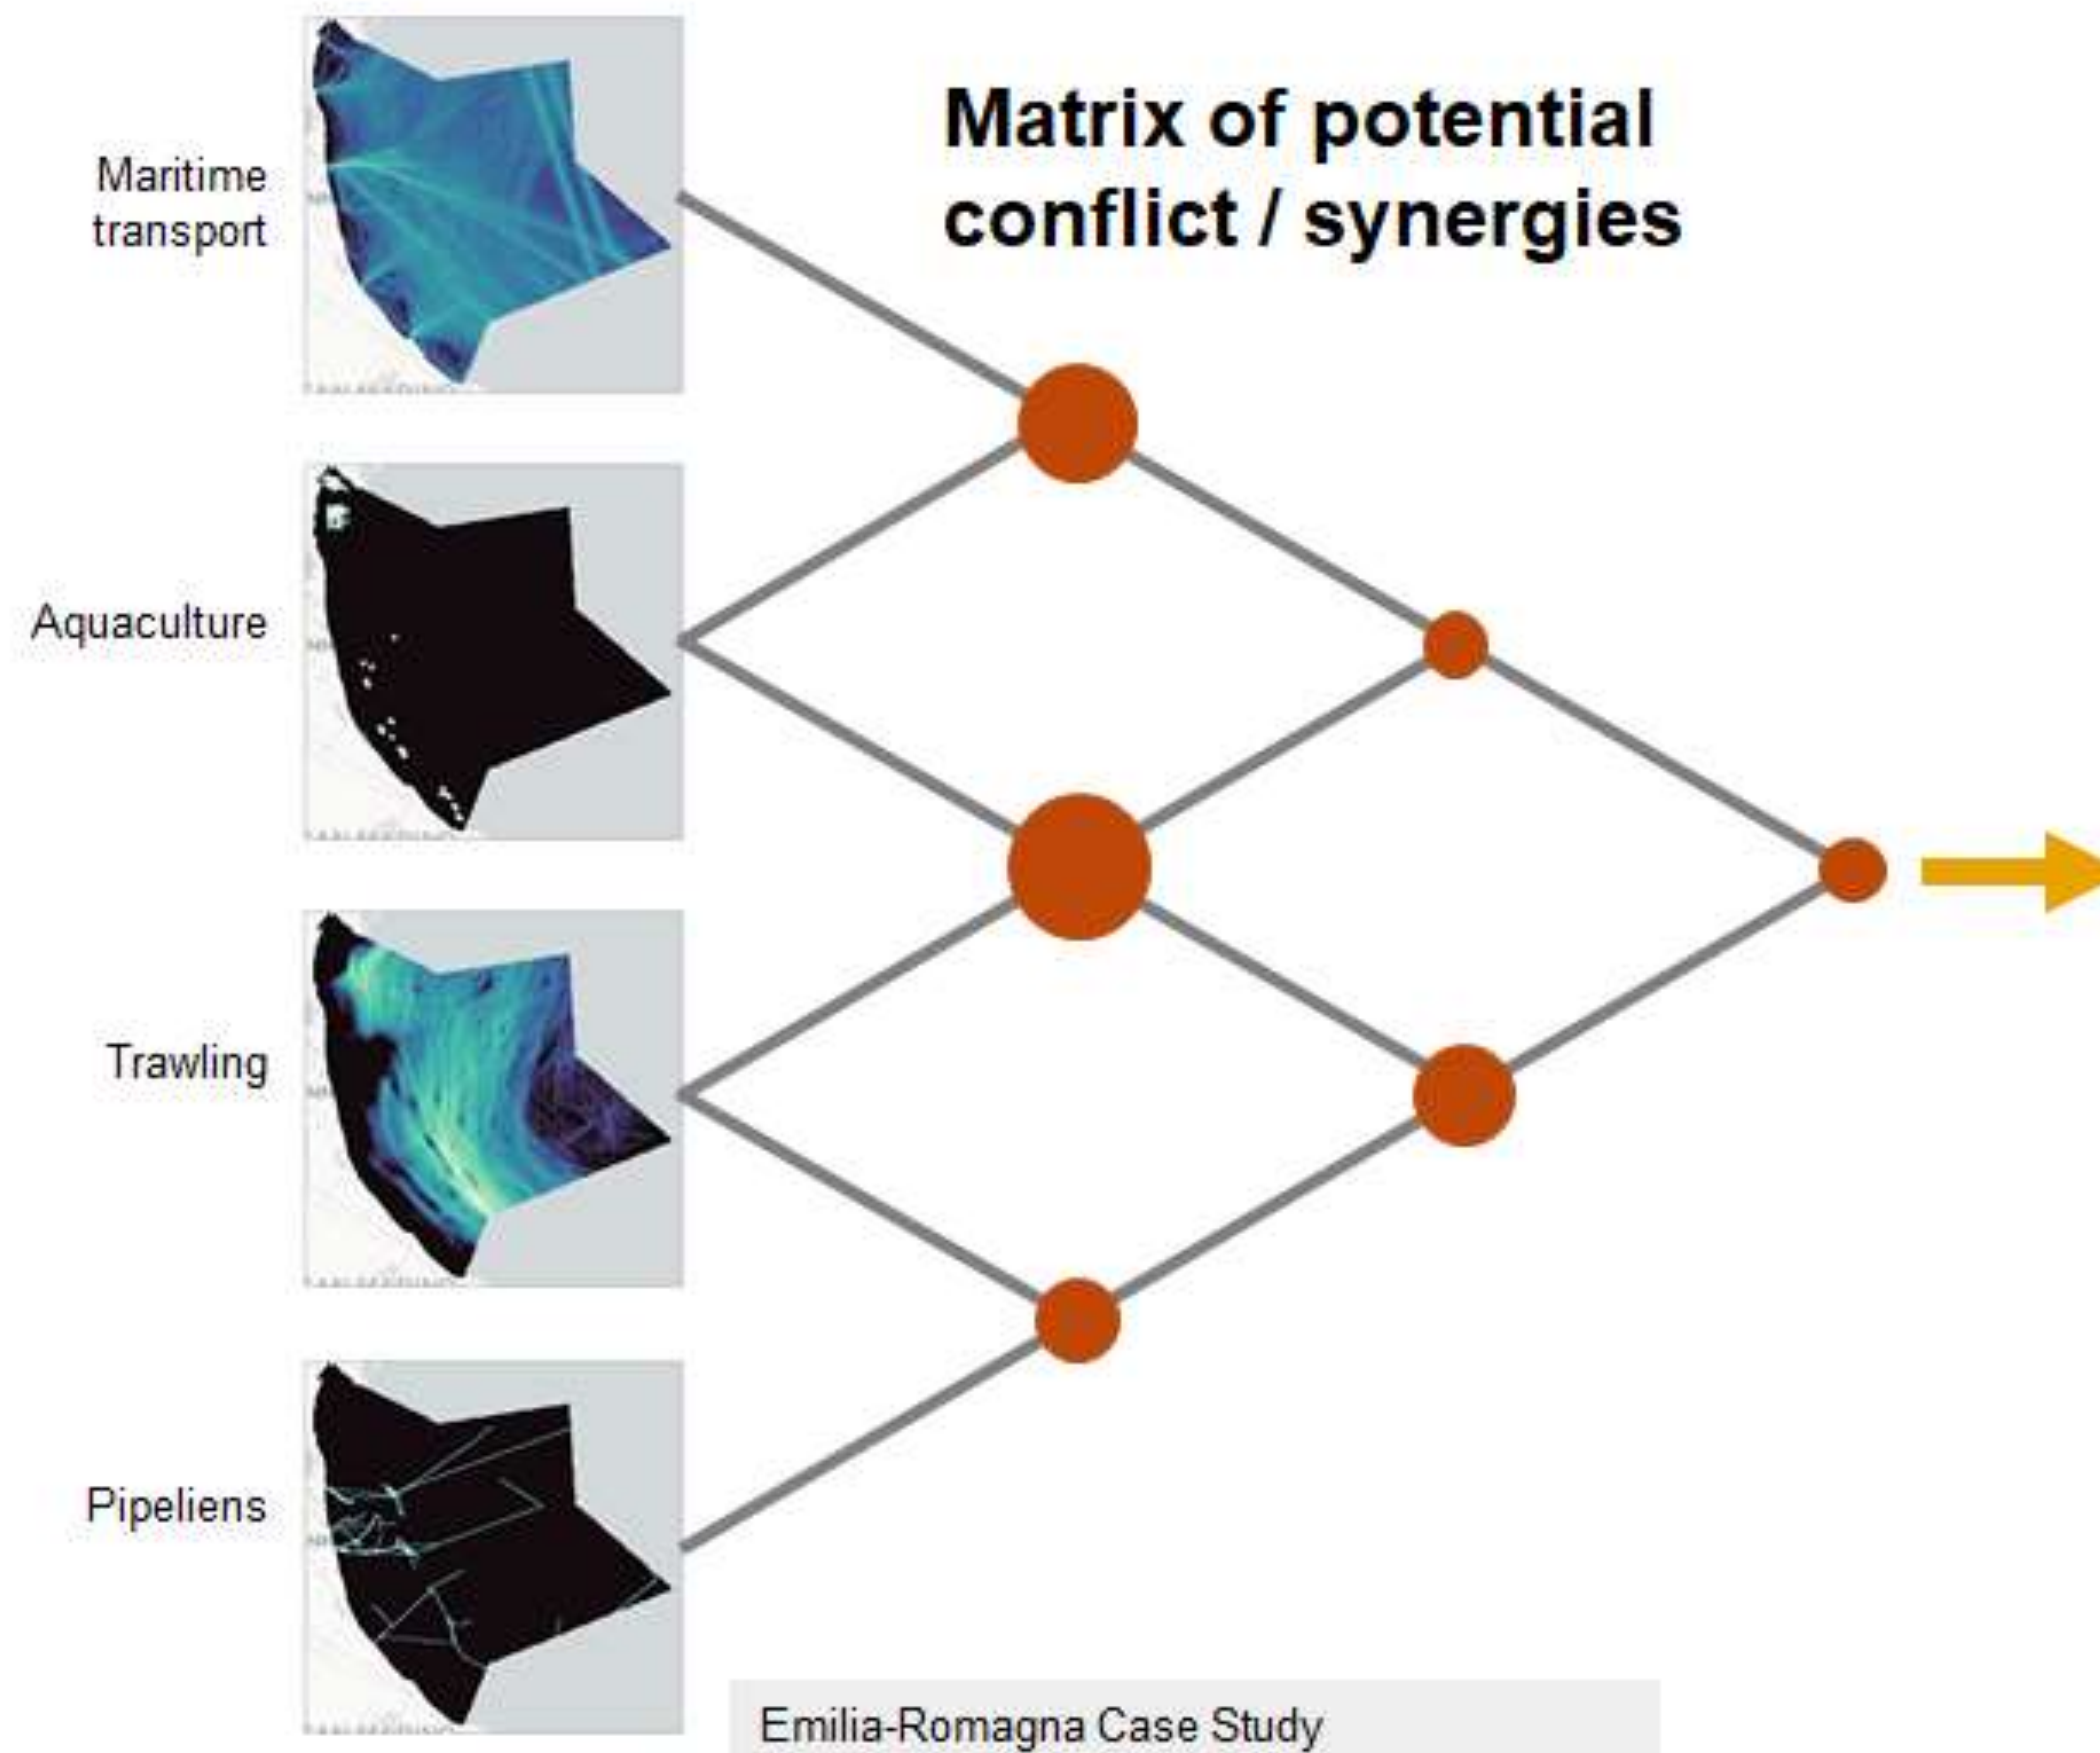 Matrix of potential
conflict / synergies
Maritime
transport
Aquaculture
Trawling
Pipeliens
Emilia-Romagna Case Study